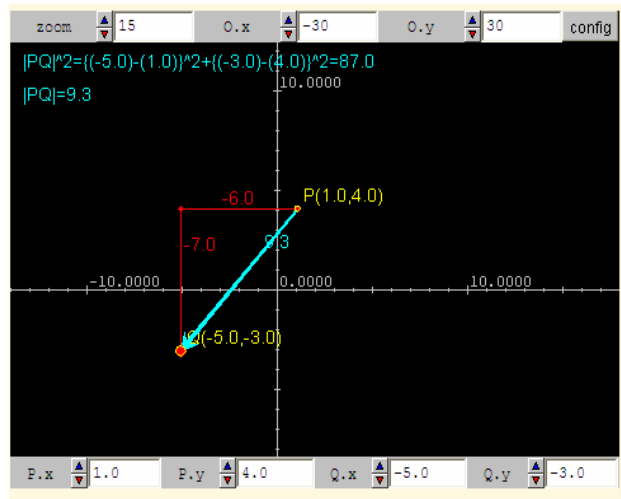 zoom 15 O.x -30 O.y 30 config
|PQ|^2={(-5.0)-(1.0)}^2+{(-3.0)-(4.0)}^2=87.0
10.0000
|PQ|=9.3
-6.0 P(1.0,4.0)
-7.0 9.3
-10.0000 0.0000 10.0000
Q(-5.0,-3.0)
P.x 1.0 P.y 4.0 Q.x -5.0 Q.y -3.0